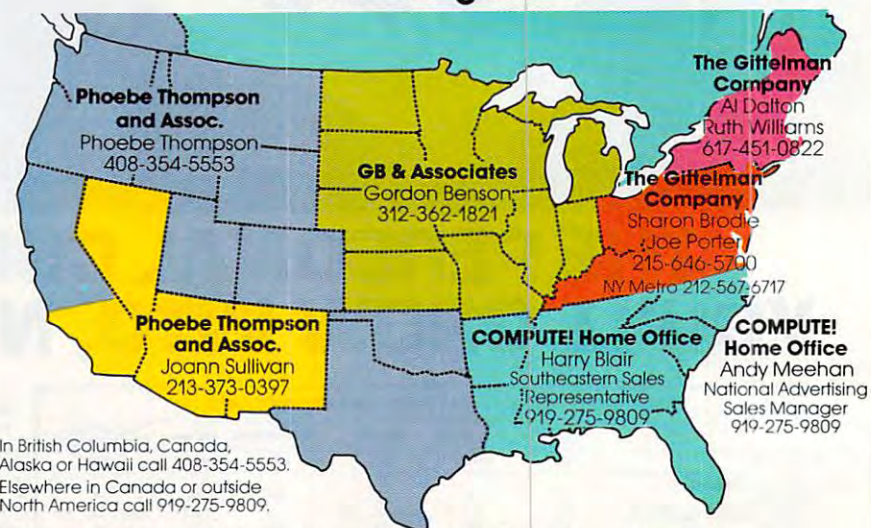 Phoebe Thompson
and Assoc.
Phoebe Thompson
408-354-5553
GB & Associates
Gordon Benson
312-362-1821
The Gittelman
Company
Al Dalton
Ruth Williams
617-451-0822
The Gittelman
Company
Sharon Brodie
Joe Porter
215-646-5700
NY Metro 212-567-6717
Phoebe Thompson
and Assoc.
Joann Sullivan
213-373-0397
COMPUTE! Home Office
Harry Blair
Southeastern Sales
Representative
919-275-9809
COMPUTE!
Home Office
Andy Meehan
National Advertising
Sales Manager
919-275-9809
In British Columbia, Canada,
Alaska or Hawaii call 408-354-5553.
Elsewhere in Canada or outside
North America call 919-275-9809.